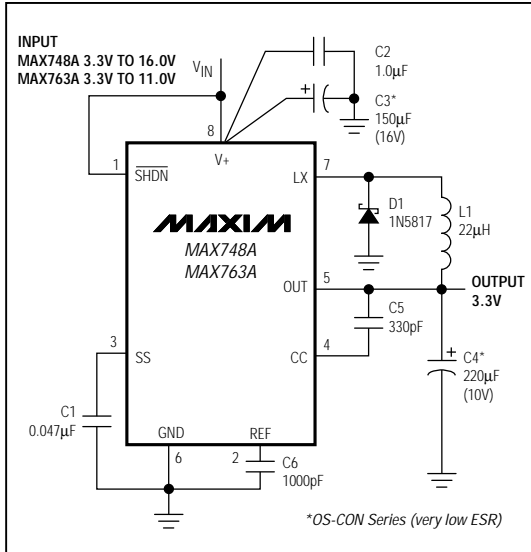 INPUT
MAX748A 3.3V TO 16.0V
MAX763A 3.3V TO 11.0V
VIN
C2
1.0µF
+
C3*
150µF
(16V)
8
V+
1
SHDN
LX
7
D1
1N5817
L1
22µH
MAXIM
MAX748A
MAX763A
OUT
5
OUTPUT
3.3V
C5
330pF
3
SS
4
CC
+
C4*
220µF
(10V)
C1
0.047µF
GND
REF
6
2
C6
1000pF
*OS-CON Series (very low ESR)